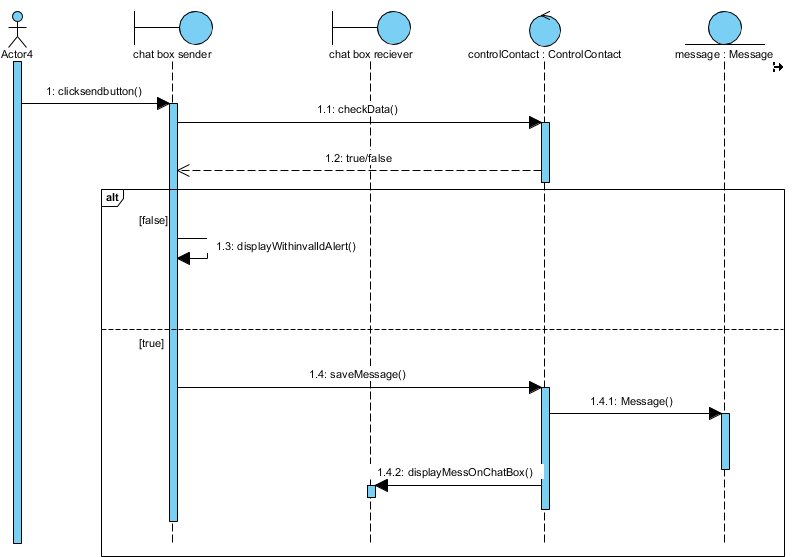 Actor4
chat box sender
chat box reciever
controlContact : ControlContact
message : Message
1: clicksendbutton()
1.1: checkData()
1.2: true/false
alt
[false]
1.3: displayWithinvalidAlert()
[true]
1.4: saveMessage()
1.4.1: Message()
1.4.2: displayMessOnChatBox()